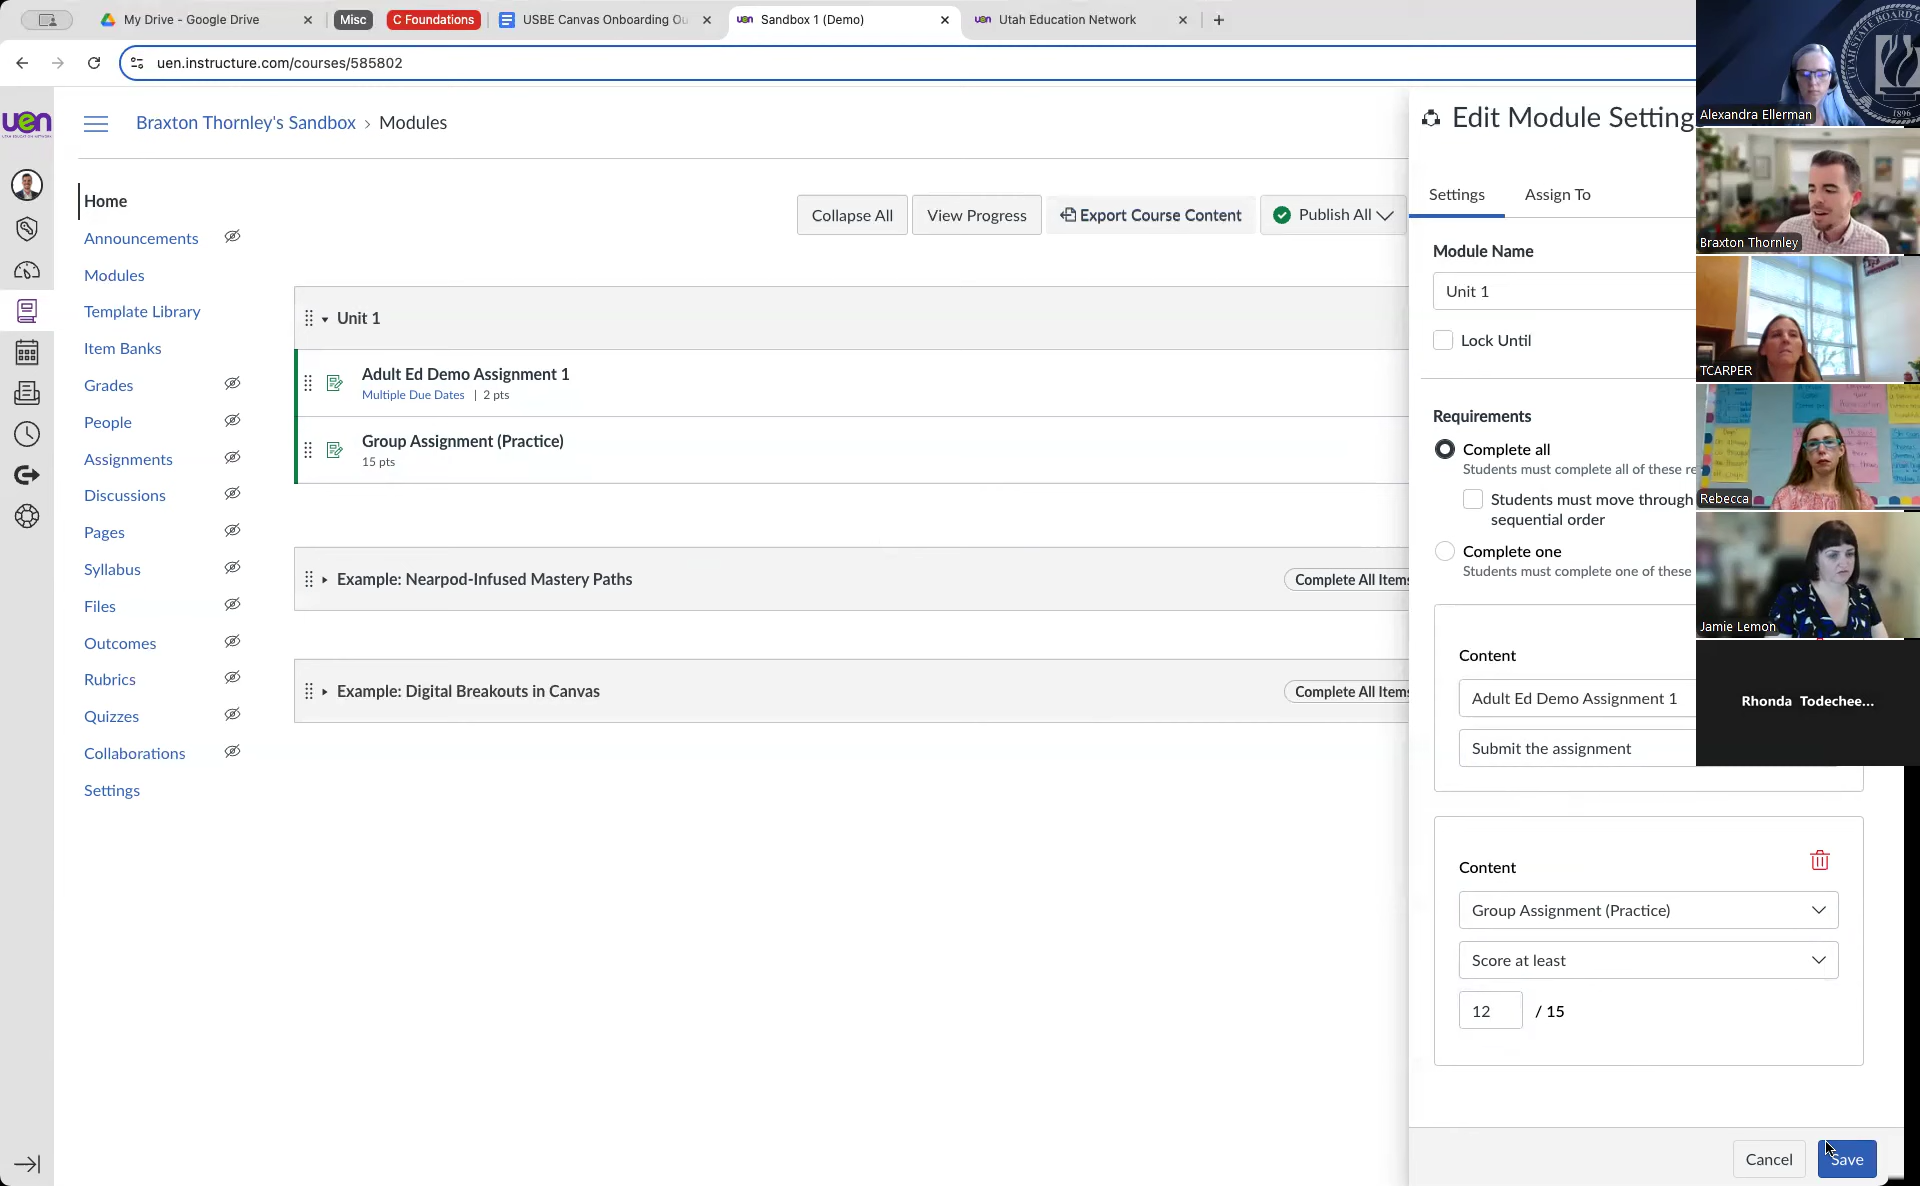 My Drive - Google Drive
Misc
C Foundations
USBE Canvas Onboarding Ou
uen
Sandbox 1 (Demo)
uen
Utah Education Network
uen.instructure.com/courses/585802
uen
Braxton Thornley's Sandbox › Modules
Home
Announcements
Modules
Template Library
Item Banks
Grades
People
Assignments
Discussions
Pages
Syllabus
Files
Outcomes
Rubrics
Quizzes
Collaborations
Settings
Collapse All
View Progress
Export Course Content
Publish All
Unit 1
Adult Ed Demo Assignment 1
Multiple Due Dates | 2 pts
Group Assignment (Practice)
15 pts
Example: Nearpod-Infused Mastery Paths
Complete All Items
Example: Digital Breakouts in Canvas
Complete All Items
Edit Module Setting
Settings
Assign To
Module Name
Unit 1
Lock Until
Requirements
Complete all
Students must complete all of these re
Students must move through
sequential order
Complete one
Students must complete one of these
Content
Adult Ed Demo Assignment 1
Submit the assignment
Content
Group Assignment (Practice)
Score at least
12 / 15
Cancel
Save
Alexandra Ellerman
1896
Braxton Thornley
TCARPER
Rebecca
Jamie Lemon
Rhonda Todechee...